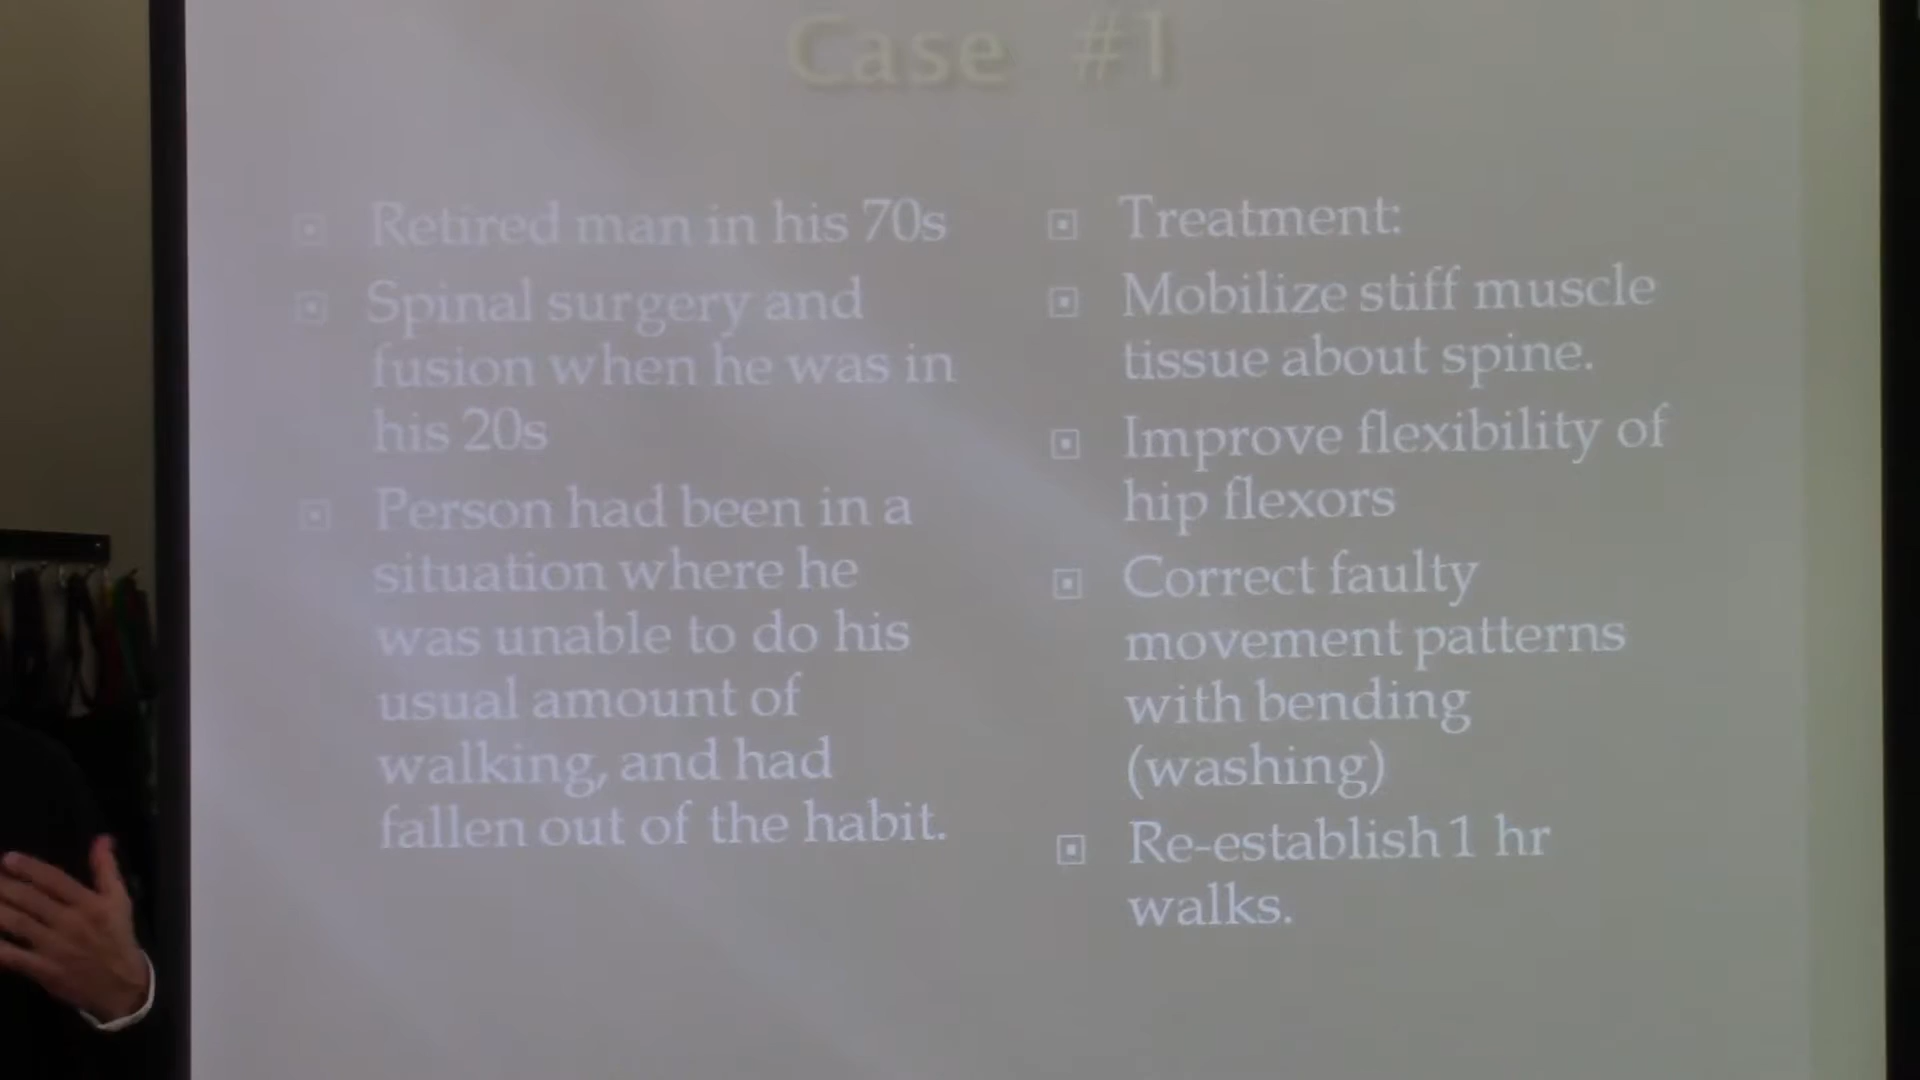 Case #1
Retired man in his 70s
Spinal surgery and
fusion when he was in
his 20s
Person had been in a
situation where he
was unable to do his
usual amount of
walking, and had
fallen out of the habit.
Treatment:
Mobilize stiff muscle
tissue about spine.
Improve flexibility of
hip flexors
Correct faulty
movement patterns
with bending
(washing)
Re-establish 1 hr
walks.